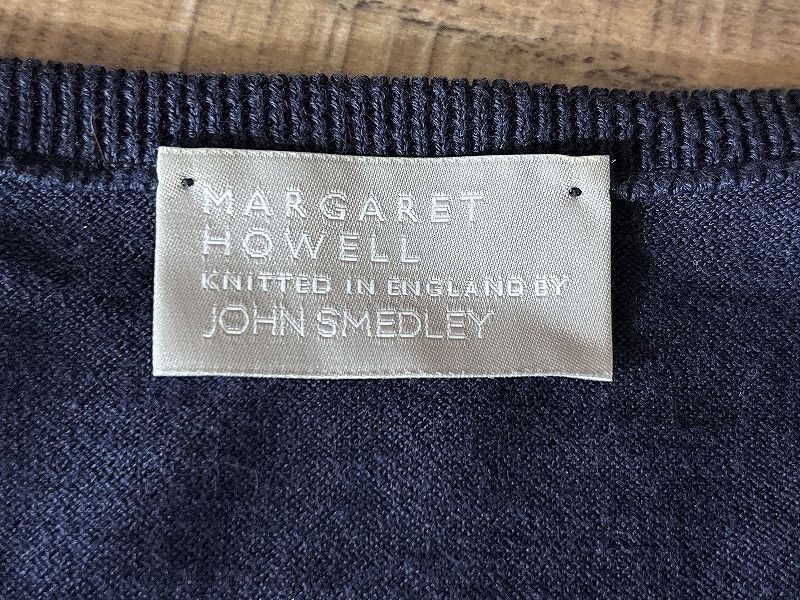 MARGARET
HOWELL
KNITTED IN ENGLAND BY
JOHN SMEDLEY